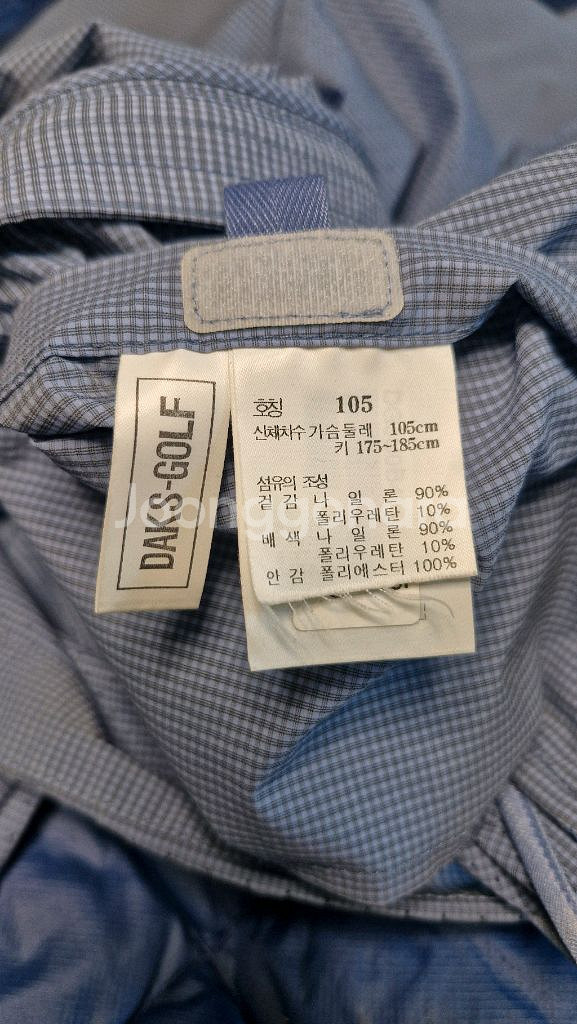 DAKS-GOLF
호칭 105
신체차수 가슴둘레 105cm
키 175~185cm
섬유의 조성
겉감 나일론 90%
폴리우레탄 10%
배색 나일론 90%
폴리우레탄 10%
안감 폴리에스터 100%